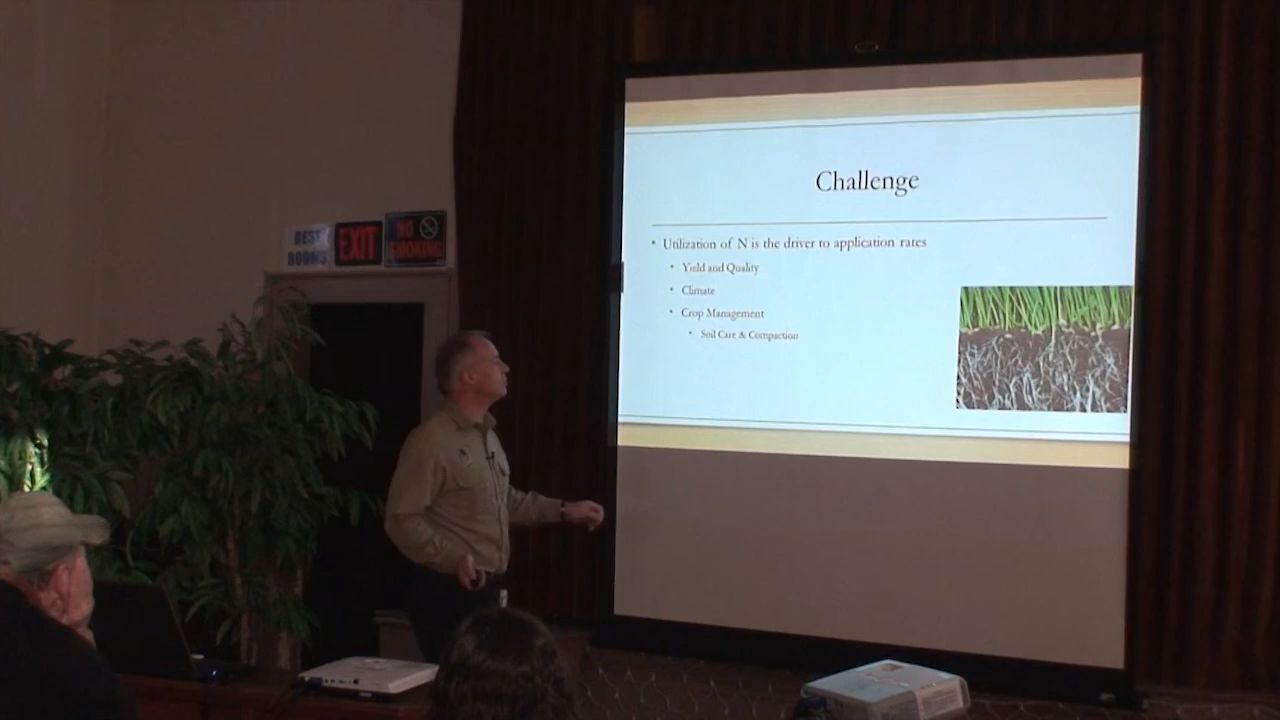 REST
ROOMS
EXIT
NO
SMOKING
Challenge
• Utilization of N is the driver to application rates
• Yield and Quality
• Climate
• Crop Management
• Soil Care & Compaction